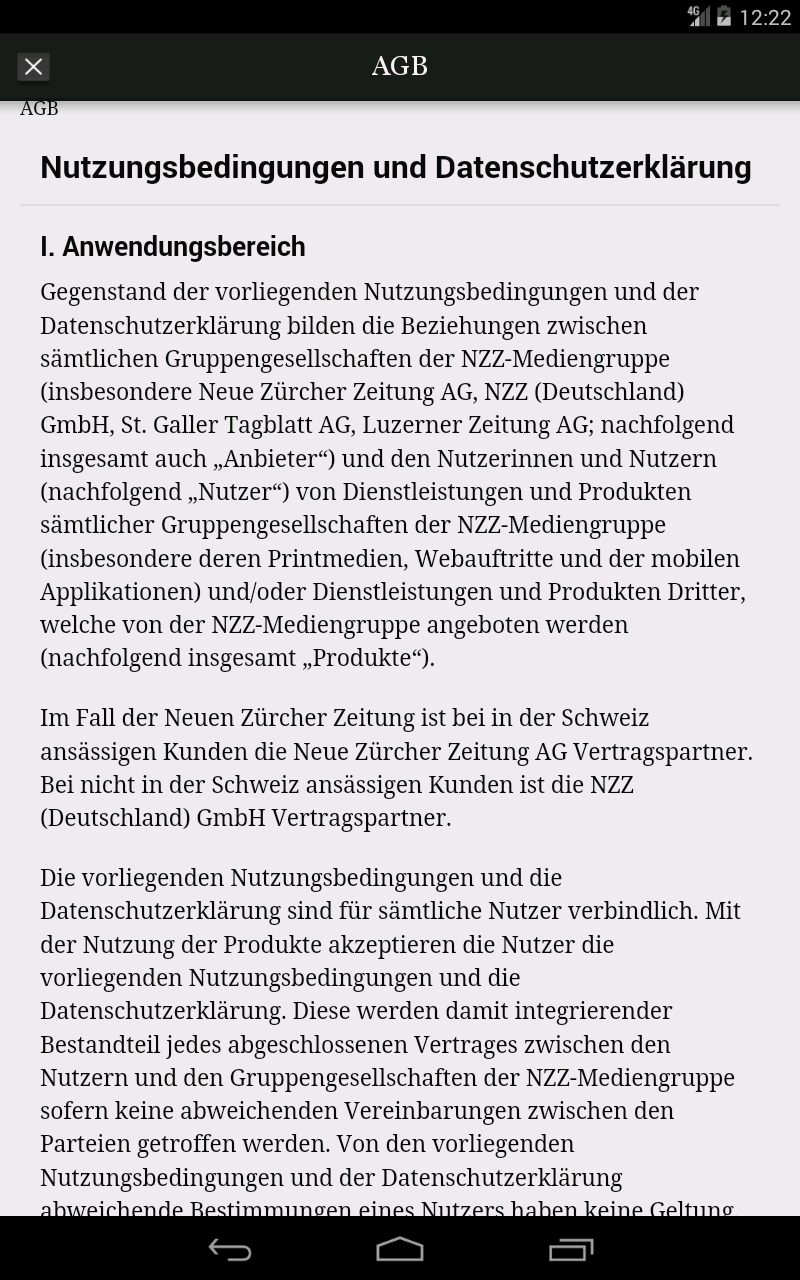 4G 12:22
AGB
AGB
Nutzungsbedingungen und Datenschutzerklärung
I. Anwendungsbereich
Gegenstand der vorliegenden Nutzungsbedingungen und der
Datenschutzerklärung bilden die Beziehungen zwischen
sämtlichen Gruppengesellschaften der NZZ-Mediengruppe
(insbesondere Neue Zürcher Zeitung AG, NZZ (Deutschland)
GmbH, St. Galler Tagblatt AG, Luzerner Zeitung AG; nachfolgend
insgesamt auch „Anbieter“) und den Nutzerinnen und Nutzern
(nachfolgend „Nutzer“) von Dienstleistungen und Produkten
sämtlicher Gruppengesellschaften der NZZ-Mediengruppe
(insbesondere deren Printmedien, Webauftritte und der mobilen
Applikationen) und/oder Dienstleistungen und Produkten Dritter,
welche von der NZZ-Mediengruppe angeboten werden
(nachfolgend insgesamt „Produkte“).
Im Fall der Neuen Zürcher Zeitung ist bei in der Schweiz
ansässigen Kunden die Neue Zürcher Zeitung AG Vertragspartner.
Bei nicht in der Schweiz ansässigen Kunden ist die NZZ
(Deutschland) GmbH Vertragspartner.
Die vorliegenden Nutzungsbedingungen und die
Datenschutzerklärung sind für sämtliche Nutzer verbindlich. Mit
der Nutzung der Produkte akzeptieren die Nutzer die
vorliegenden Nutzungsbedingungen und die
Datenschutzerklärung. Diese werden damit integrierender
Bestandteil jedes abgeschlossenen Vertrages zwischen den
Nutzern und den Gruppengesellschaften der NZZ-Mediengruppe
sofern keine abweichenden Vereinbarungen zwischen den
Parteien getroffen werden. Von den vorliegenden
Nutzungsbedingungen und der Datenschutzerklärung
abweichende Bestimmungen eines Nutzers haben keine Geltung